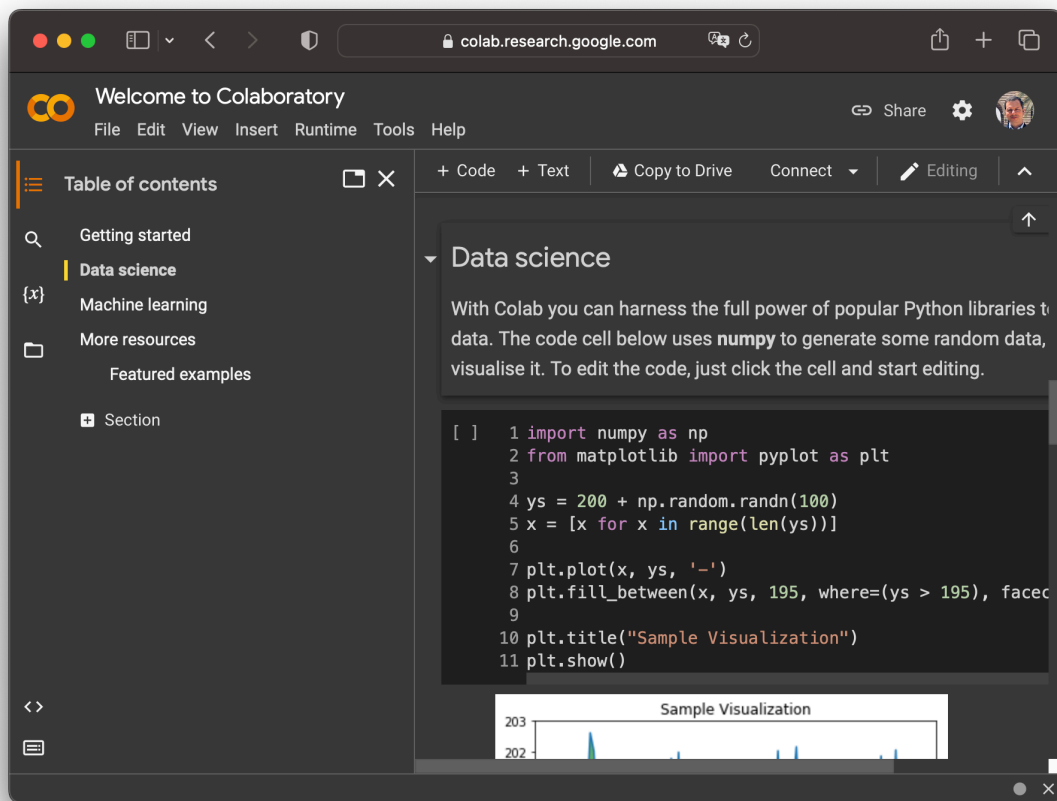 colab.research.google.com
Welcome to Colaboratory
File Edit View Insert Runtime Tools Help
Share
Table of contents
Getting started
Data science
Machine learning
More resources
Featured examples
Section
+ Code + Text Copy to Drive Connect Editing
Data science
With Colab you can harness the full power of popular Python libraries
data. The code cell below uses numpy to generate some random data,
visualise it. To edit the code, just click the cell and start editing.
[ ] 1 import numpy as np
2 from matplotlib import pyplot as plt
3
4 ys = 200 + np.random.randn(100)
5 x = [x for x in range(len(ys))]
6
7 plt.plot(x, ys, '-')
8 plt.fill_between(x, ys, 195, where=(ys > 195),
9
10 plt.title("Sample Visualization")
11 plt.show()
Sample Visualization
203
202
{x}
<>